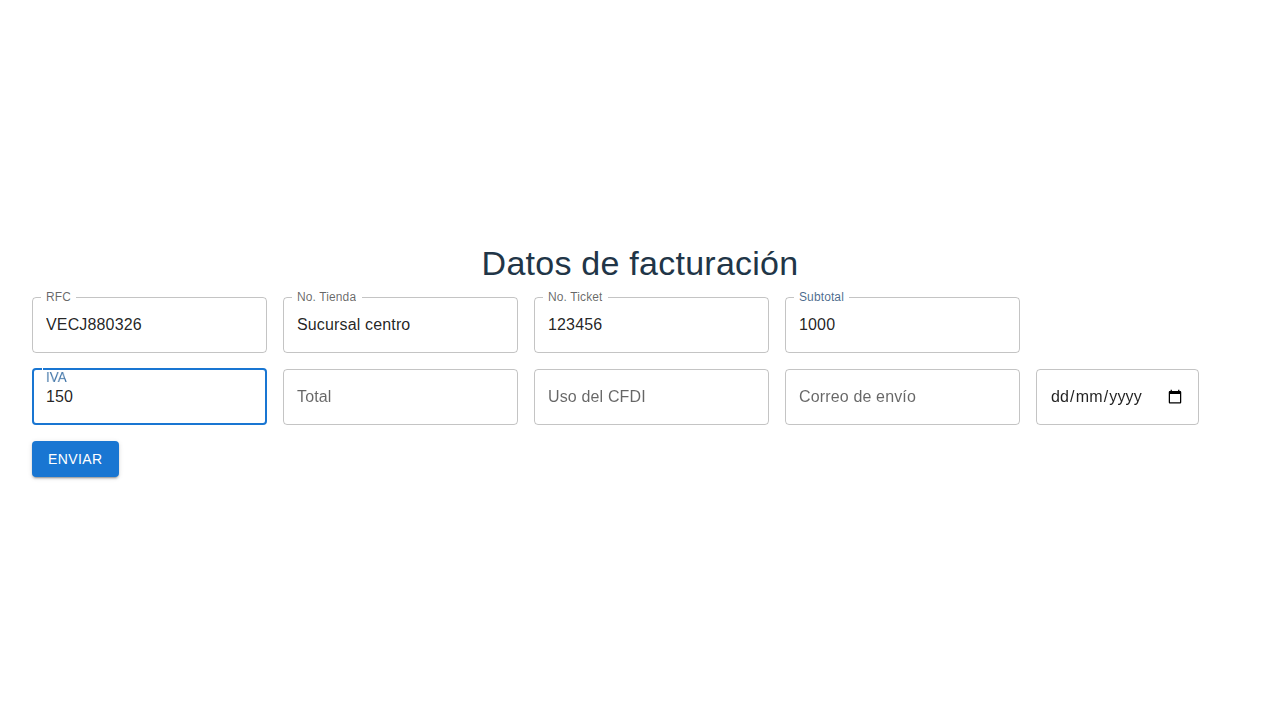 Datos de facturación
RFC
No. Tienda
No. Ticket
Subtotal
VECJ880326
Sucursal centro
123456
1000
IVA
150
Total
Uso del CFDI
Correo de envío
dd/mm/yyyy
ENVIAR